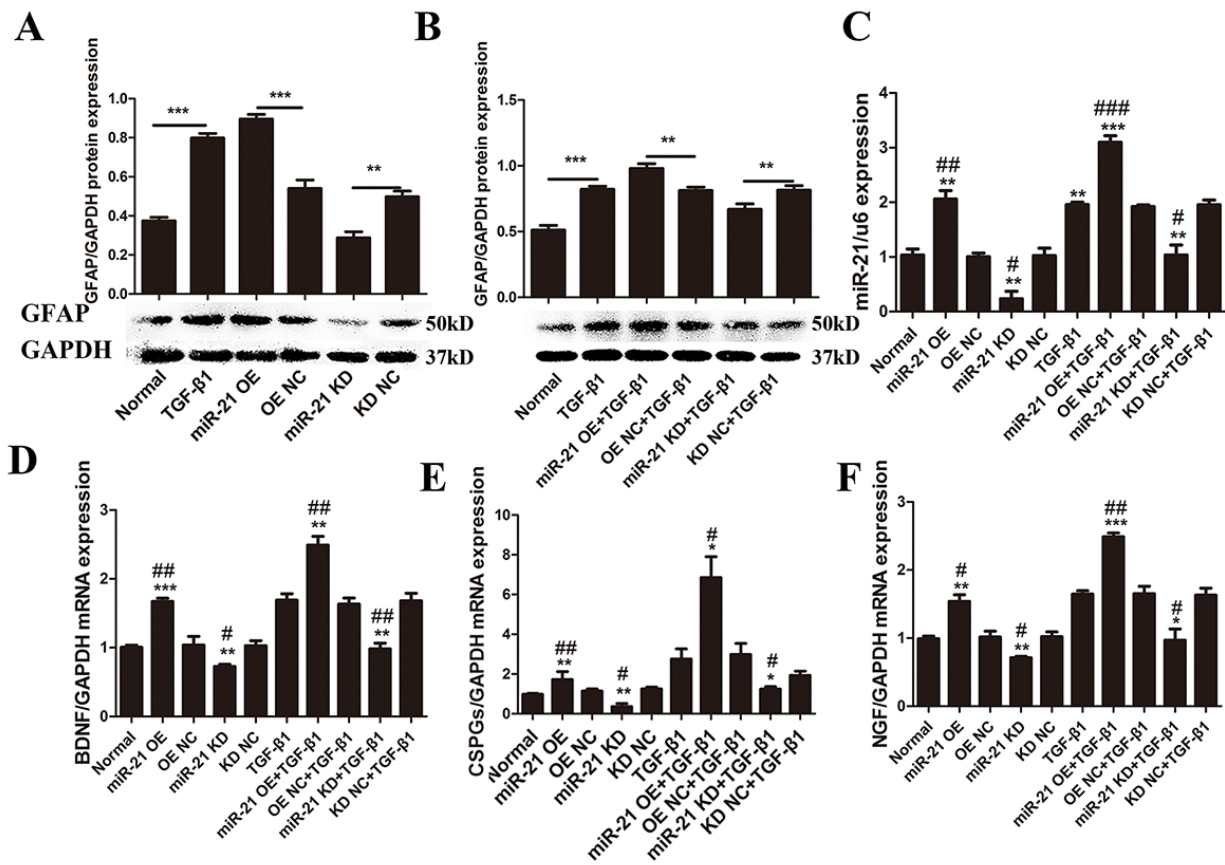 A
GFAP/GAPDH protein expression
1.0
0.8
0.6
0.4
0.2
0.0
***
***
**
GFAP
50kD
GAPDH
37kD
Normal
TGF-β1
miR-21 OE
OE NC
miR-21 KD
KD NC
B
GFAP/GAPDH protein expression
1.5
1.0
0.5
0.0
***
**
**
50kD
37kD
Normal
TGF-β1
miR-21 OE+TGF-β1
OE NC+TGF-β1
miR-21 KD+TGF-β1
KD NC+TGF-β1
C
miR-21/u6 expression
4
3
2
1
0
##
**
#
**
**
###
***
#
**
Normal
miR-21 OE
OE NC
miR-21 KD
KD NC
TGF-β1
miR-21 OE+TGF-β1
OE NC+TGF-β1
miR-21 KD+TGF-β1
KD NC+TGF-β1
D
BDNF/GAPDH mRNA expression
3
2
1
0
##
***
#
**
##
**
##
**
Normal
miR-21 OE
OE NC
miR-21 KD
KD NC
TGF-β1
miR-21 OE+TGF-β1
OE NC+TGF-β1
miR-21 KD+TGF-β1
KD NC+TGF-β1
E
CSPGs/GAPDH mRNA expression
10
8
6
4
2
0
##
**
#
**
#
*
#
*
Normal
miR-21 OE
OE NC
miR-21 KD
KD NC
TGF-β1
miR-21 OE+TGF-β1
OE NC+TGF-β1
miR-21 KD+TGF-β1
KD NC+TGF-β1
F
NGF/GAPDH mRNA expression
3
2
1
0
#
**
#
**
##
***
#
*
Normal
miR-21 OE
OE NC
miR-21 KD
KD NC
TGF-β1
miR-21 OE+TGF-β1
OE NC+TGF-β1
miR-21 KD+TGF-β1
KD NC+TGF-β1